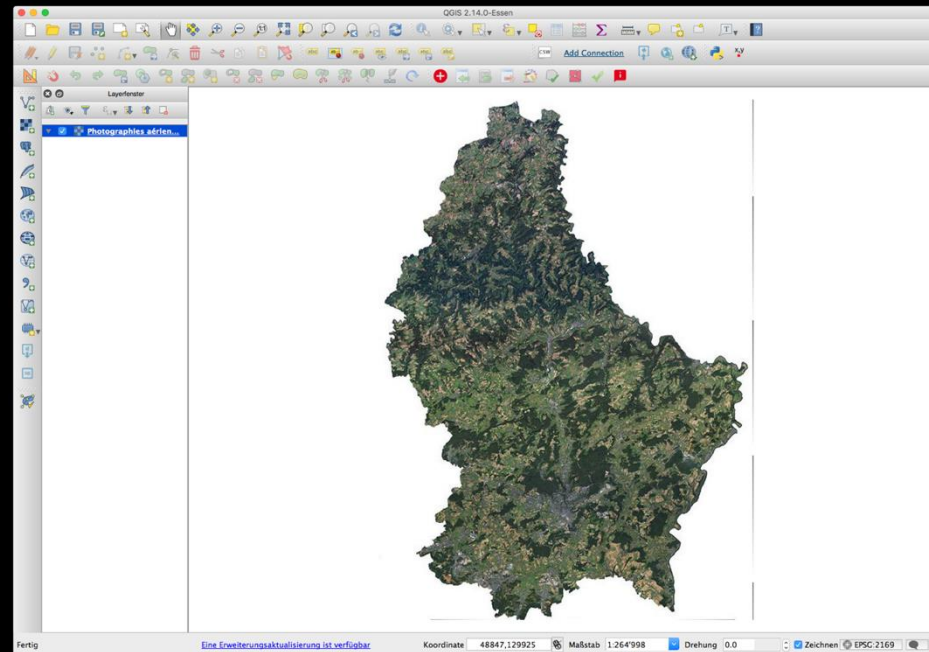 QGIS 2.14.0-Essen
CSW Add Connection x,y
Layerfenster
Photographies aérien...
Fertig Eine Erweiterungsaktualisierung ist verfügbar Koordinate 48847,129925 Maßstab 1:264'998 Drehung 0.0 Zeichnen EPSG:2169